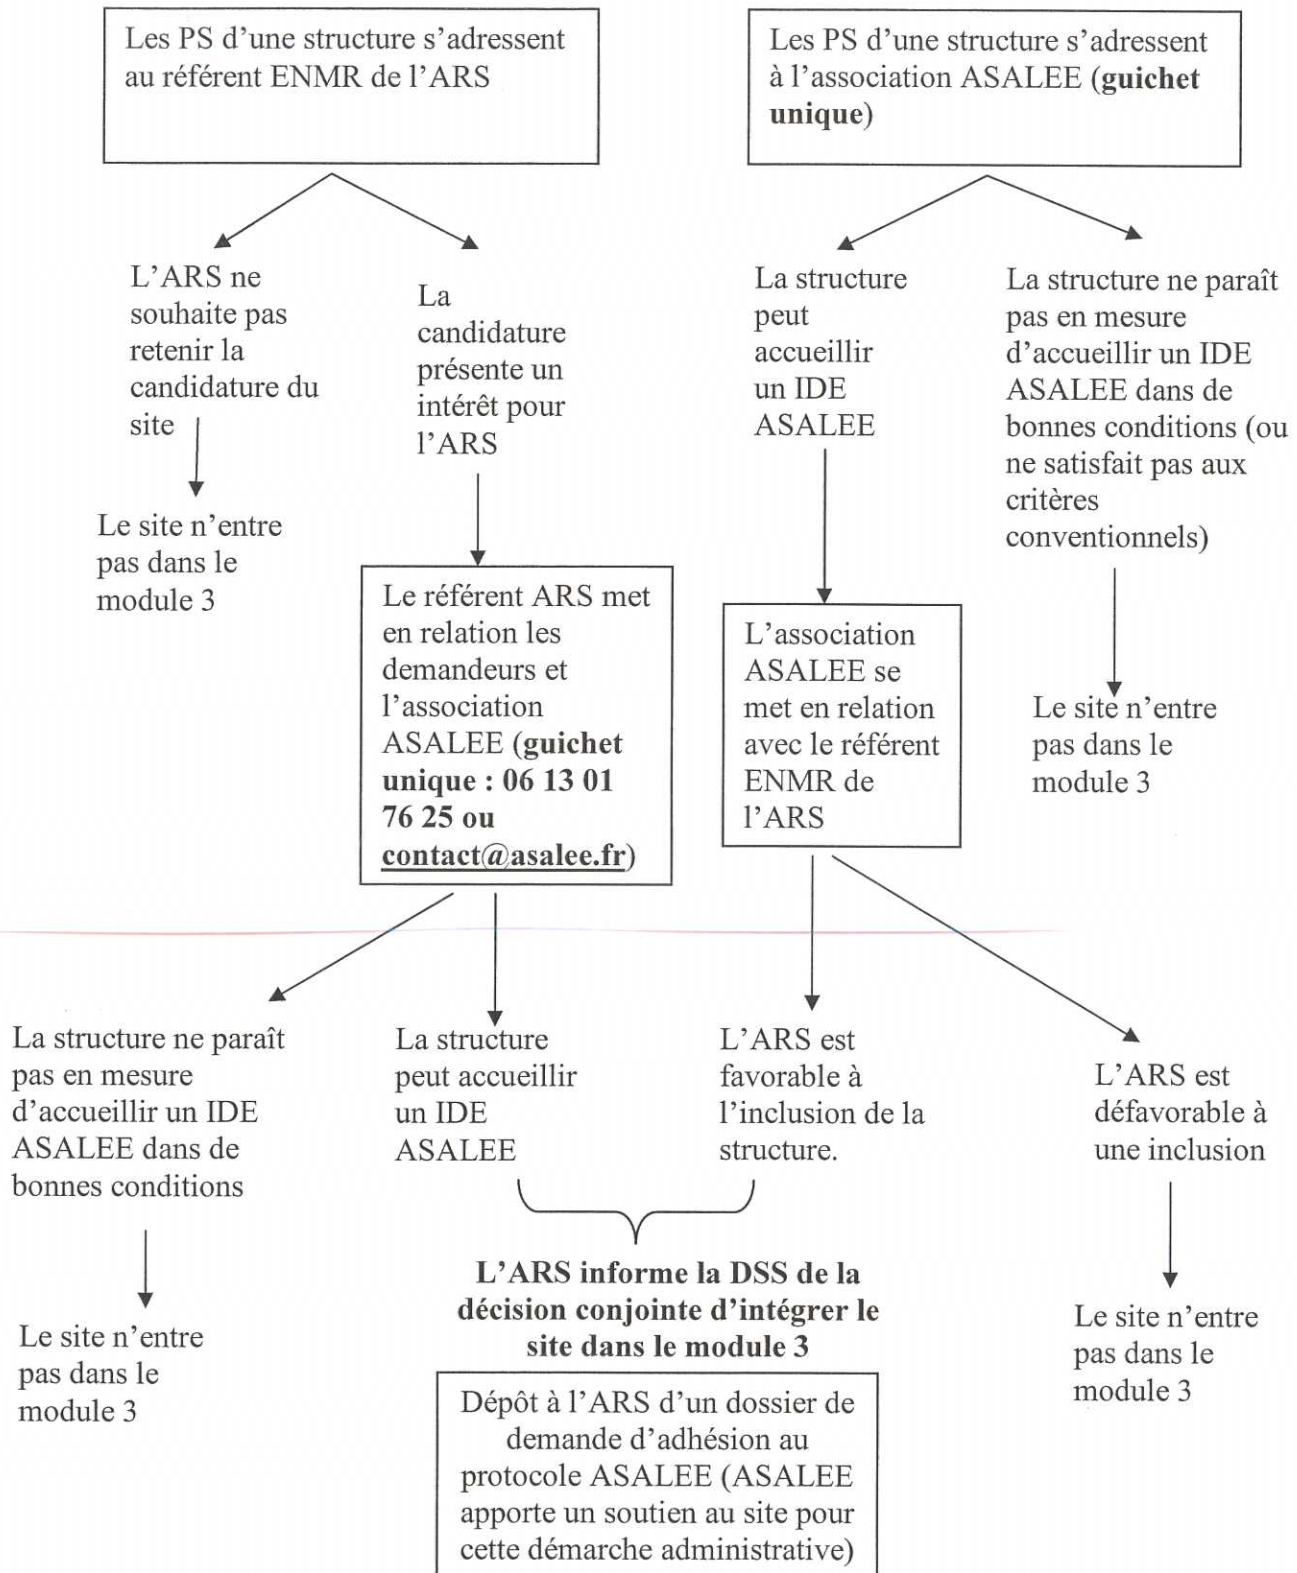 Les PS d’une structure s’adressent
au référent ENMR de l’ARS
Les PS d’une structure s’adressent
à l’association ASALEE (guichet
unique)
L’ARS ne
souhaite pas
retenir la
candidature du
site
La
candidature
présente un
intérêt pour
l’ARS
La structure
peut
accueillir
un IDE
ASALEE
La structure ne paraît
pas en mesure
d’accueillir un IDE
ASALEE dans de
bonnes conditions (ou
ne satisfait pas aux
critères
conventionnels)
Le site n’entre
pas dans le
module 3
Le référent ARS met
en relation les
demandeurs et
l’association
ASALEE (guichet
unique : 06 13 01
76 25 ou
contact@asalee.fr)
L’association
ASALEE se
met en relation
avec le référent
ENMR de
l’ARS
Le site n’entre
pas dans le
module 3
La structure ne paraît
pas en mesure
d’accueillir un IDE
ASALEE dans de
bonnes conditions
La structure
peut accueillir
un IDE
ASALEE
L’ARS est
favorable à
l’inclusion de la
structure.
L’ARS est
défavorable à
une inclusion
Le site n’entre
pas dans le
module 3
L’ARS informe la DSS de la
décision conjointe d’intégrer le
site dans le module 3
Le site n’entre
pas dans le
module 3
Dépôt à l’ARS d’un dossier de
demande d’adhésion au
protocole ASALEE (ASALEE
apporte un soutien au site pour
cette démarche administrative)